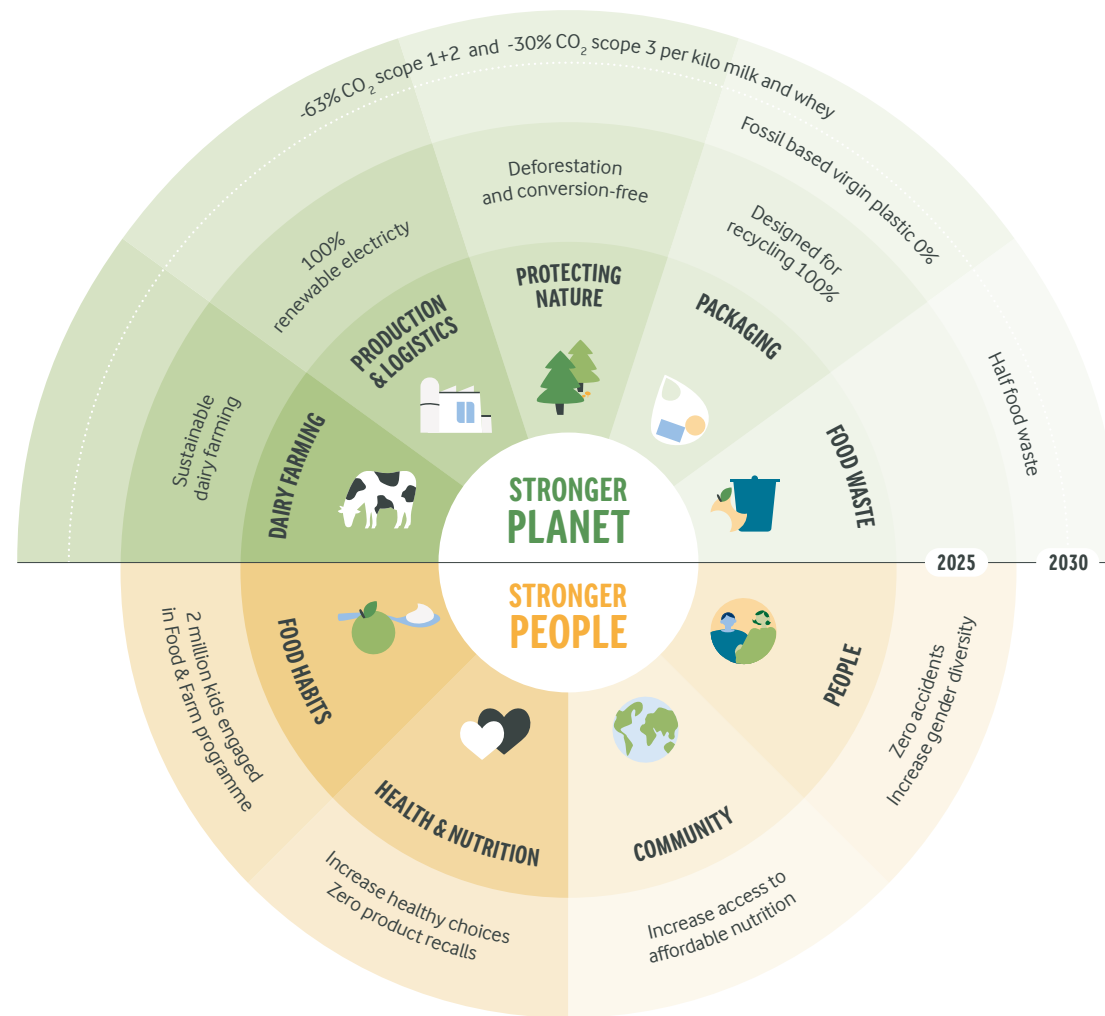 -63% CO2 scope 1+2 and -30% CO2 scope 3 per kilo milk and whey
Fossil based virgin plastic 0%
Deforestation
and conversion-free
100%
renewable electricty
Designed for
recycling 100%
Half food waste
Sustainable
dairy farming
PROTECTING
NATURE
PRODUCTION
& LOGISTICS
PACKAGING
DAIRY FARMING
FOOD WASTE
STRONGER
PLANET
2025
2030
STRONGER
PEOPLE
FOOD HABITS
2 million kids engaged
in Food & Farm programme
PEOPLE
Zero accidents
Increase gender diversity
HEALTH & NUTRITION
Increase healthy choices
Zero product recalls
COMMUNITY
Increase access to
affordable nutrition